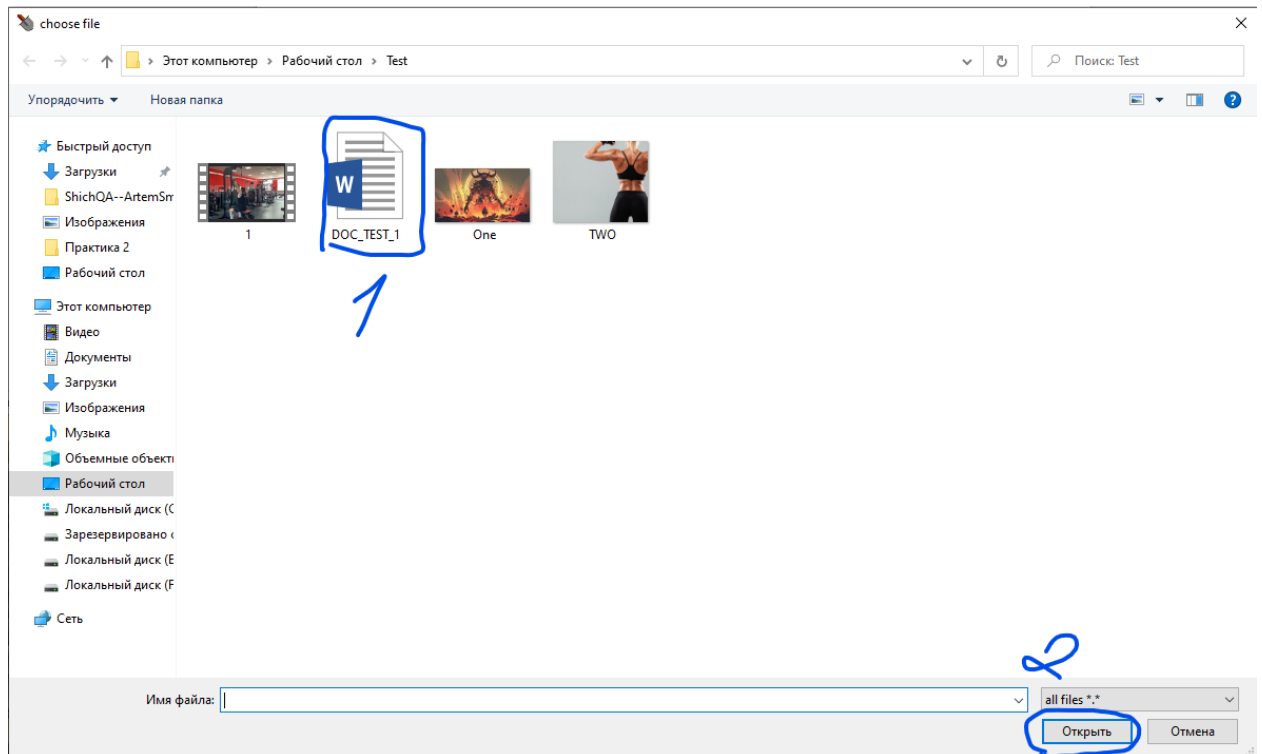 choose file
Этот компьютер > Рабочий стол > Test
Поиск: Test
Упорядочить Новая папка
Быстрый доступ
Загрузки
ShichQA--ArtemSm
Изображения
Практика 2
Рабочий стол
Этот компьютер
Видео
Документы
Загрузки
Изображения
Музыка
Объемные объекты
Рабочий стол
Локальный диск (C
Зарезервировано с
Локальный диск (E
Локальный диск (F
Сеть
W
1 DOC_TEST_1 One TWO
1
2
Имя файла: all files *.*
Открыть Отмена